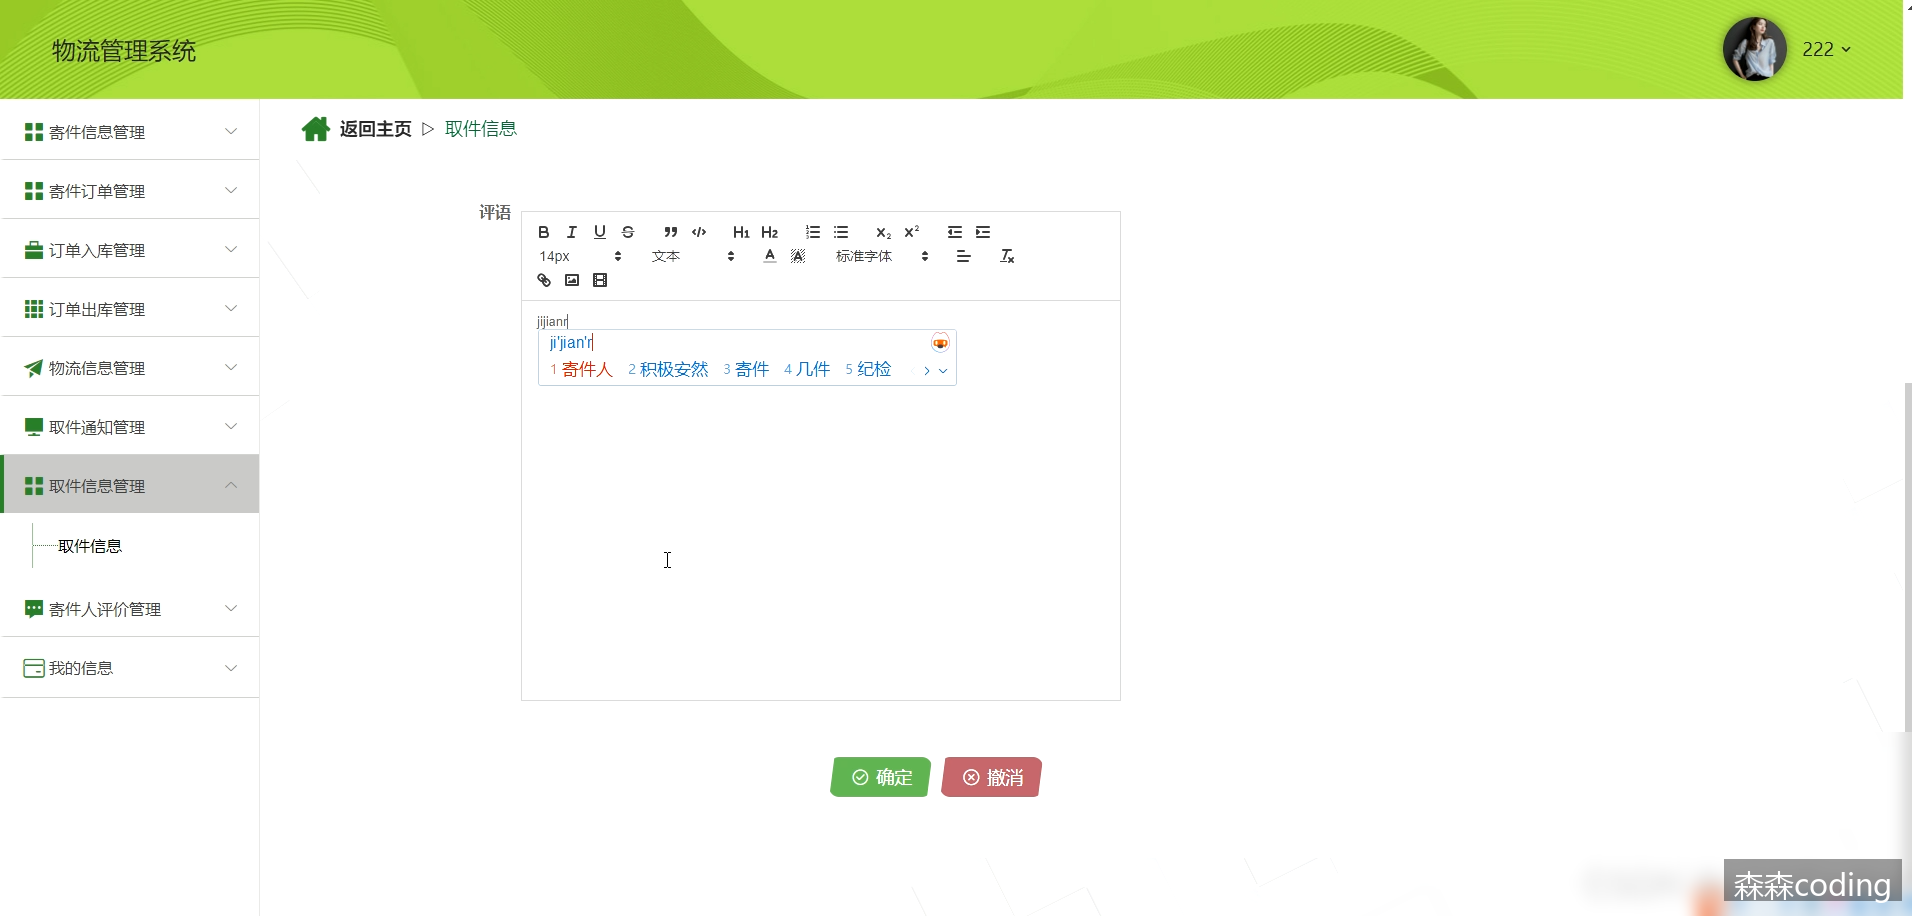 物流管理系统
222
寄件信息管理
寄件订单管理
订单入库管理
订单出库管理
物流信息管理
取件通知管理
取件信息管理
取件信息
寄件人评价管理
我的信息
返回主页 ▷ 取件信息
评语
B I U S H1 H2 X₂ X²
14px 文本 A A 标准字体
jijianr
ji'jian'r
1 寄件人 2 积极安然 3 寄件 4 几件 5 纪检
确定 撤消
森森coding